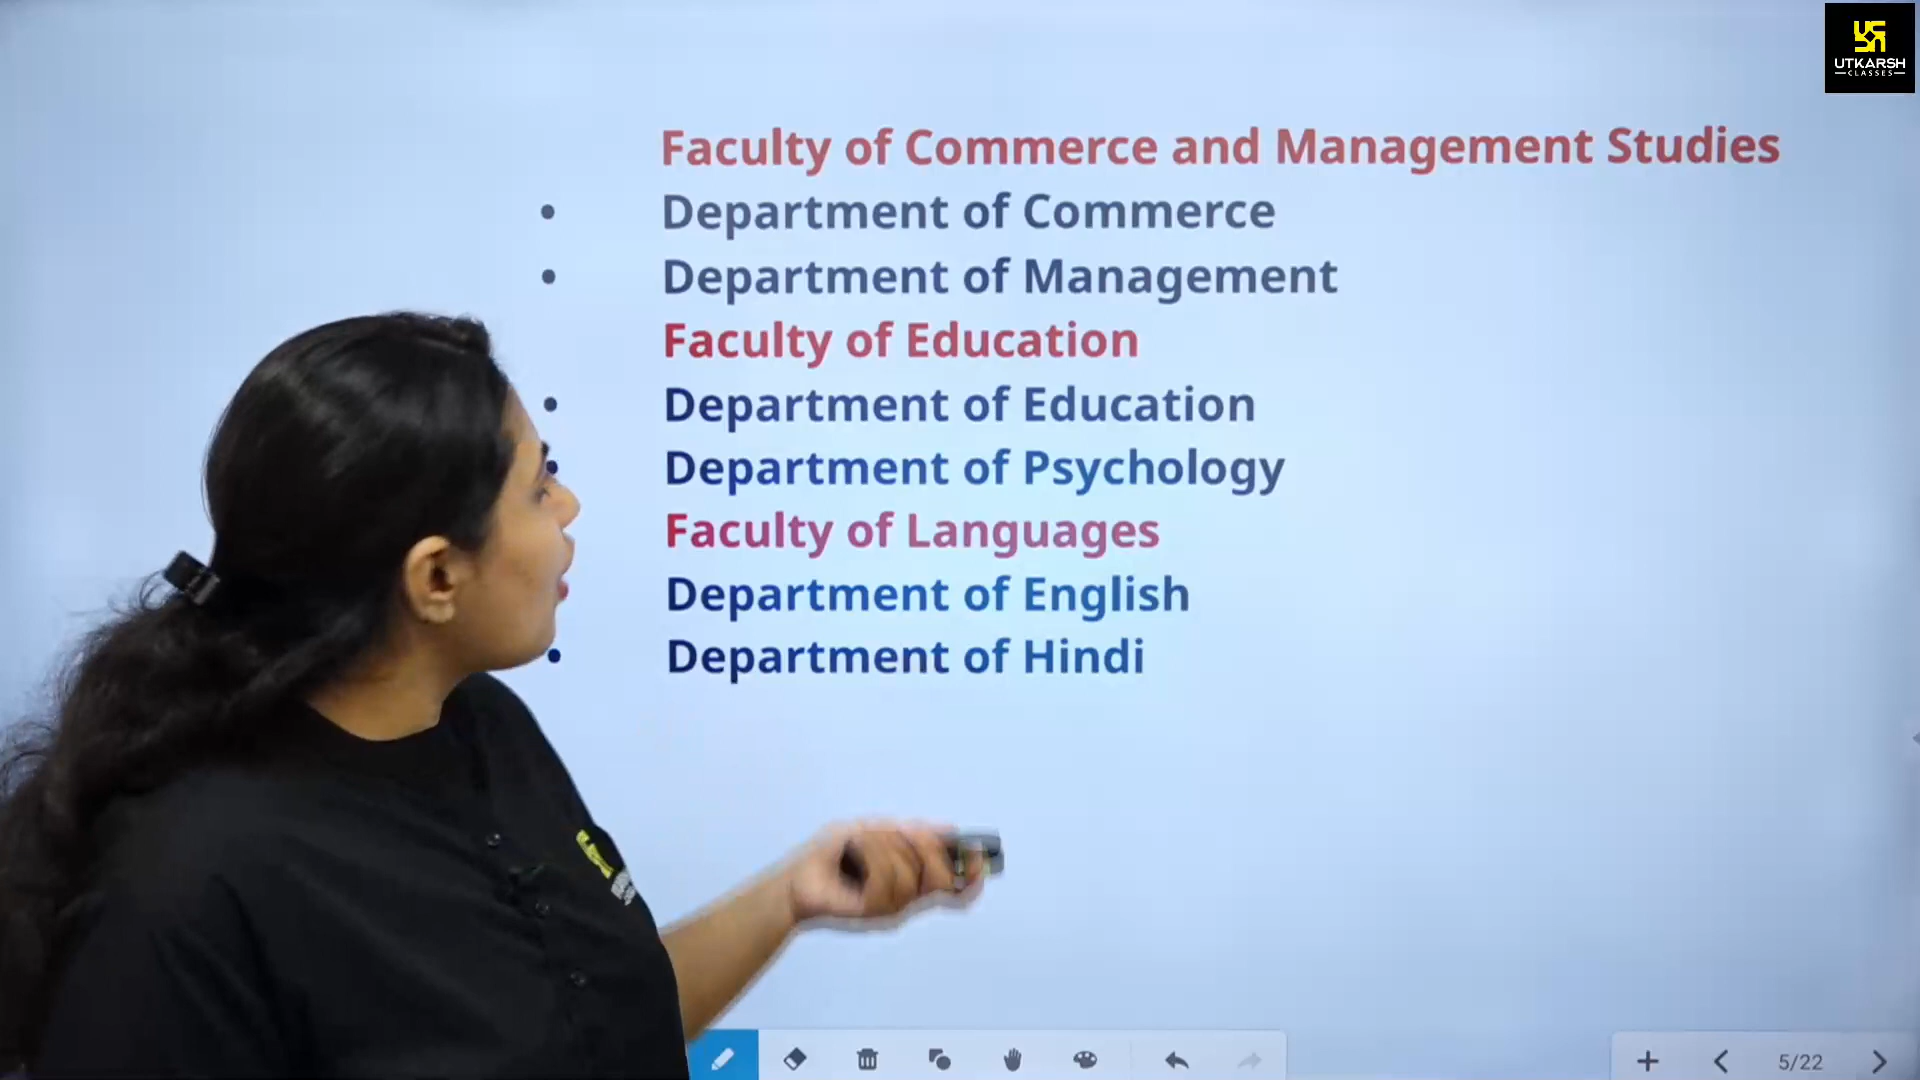 UTKARSH
CLASSES
Faculty of Commerce and Management Studies
• Department of Commerce
• Department of Management
Faculty of Education
• Department of Education
• Department of Psychology
Faculty of Languages
Department of English
• Department of Hindi
5/22